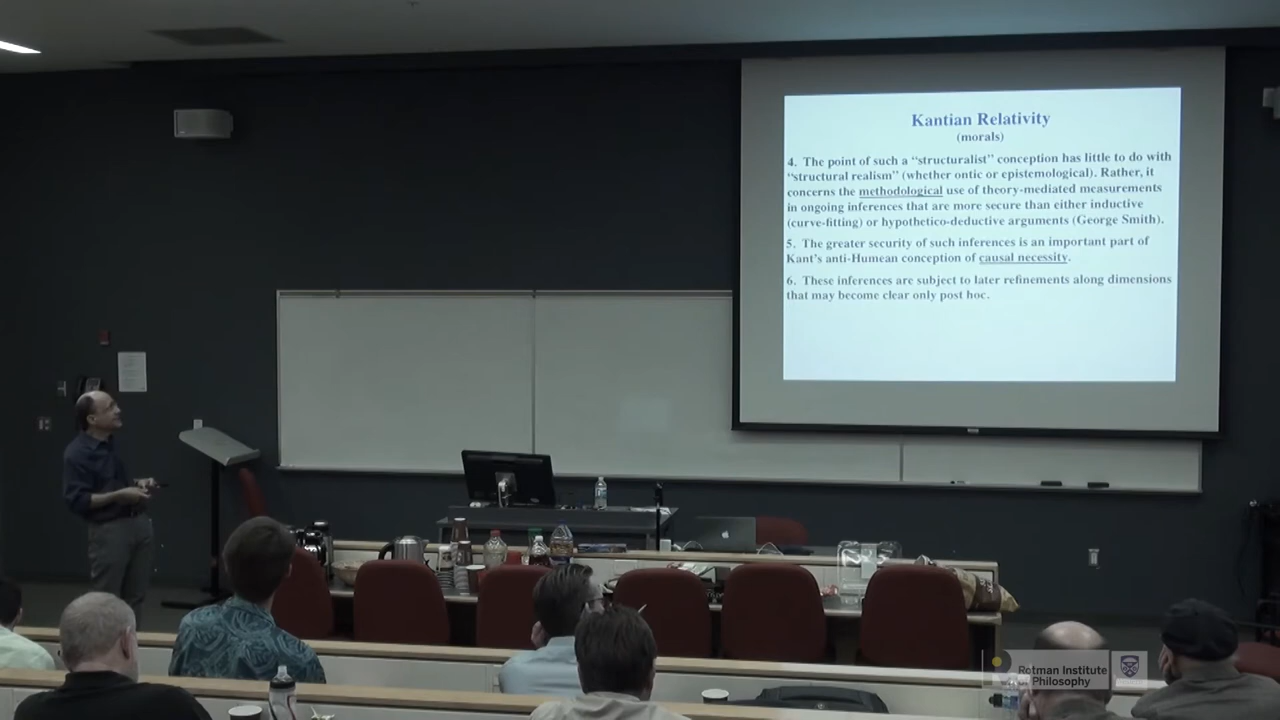 Kantian Relativity
(morals)
4. The point of such a “structuralist” conception has little to do with
“structural realism” (whether ontic or epistemological). Rather, it
concerns the methodological use of theory-mediated measurements
in ongoing inferences that are more secure than either inductive
(curve-fitting) or hypothetico-deductive arguments (George Smith).
5. The greater security of such inferences is an important part of
Kant’s anti-Humean conception of causal necessity.
6. These inferences are subject to later refinements along dimensions
that may become clear only post hoc.
Rotman Institute
of Philosophy